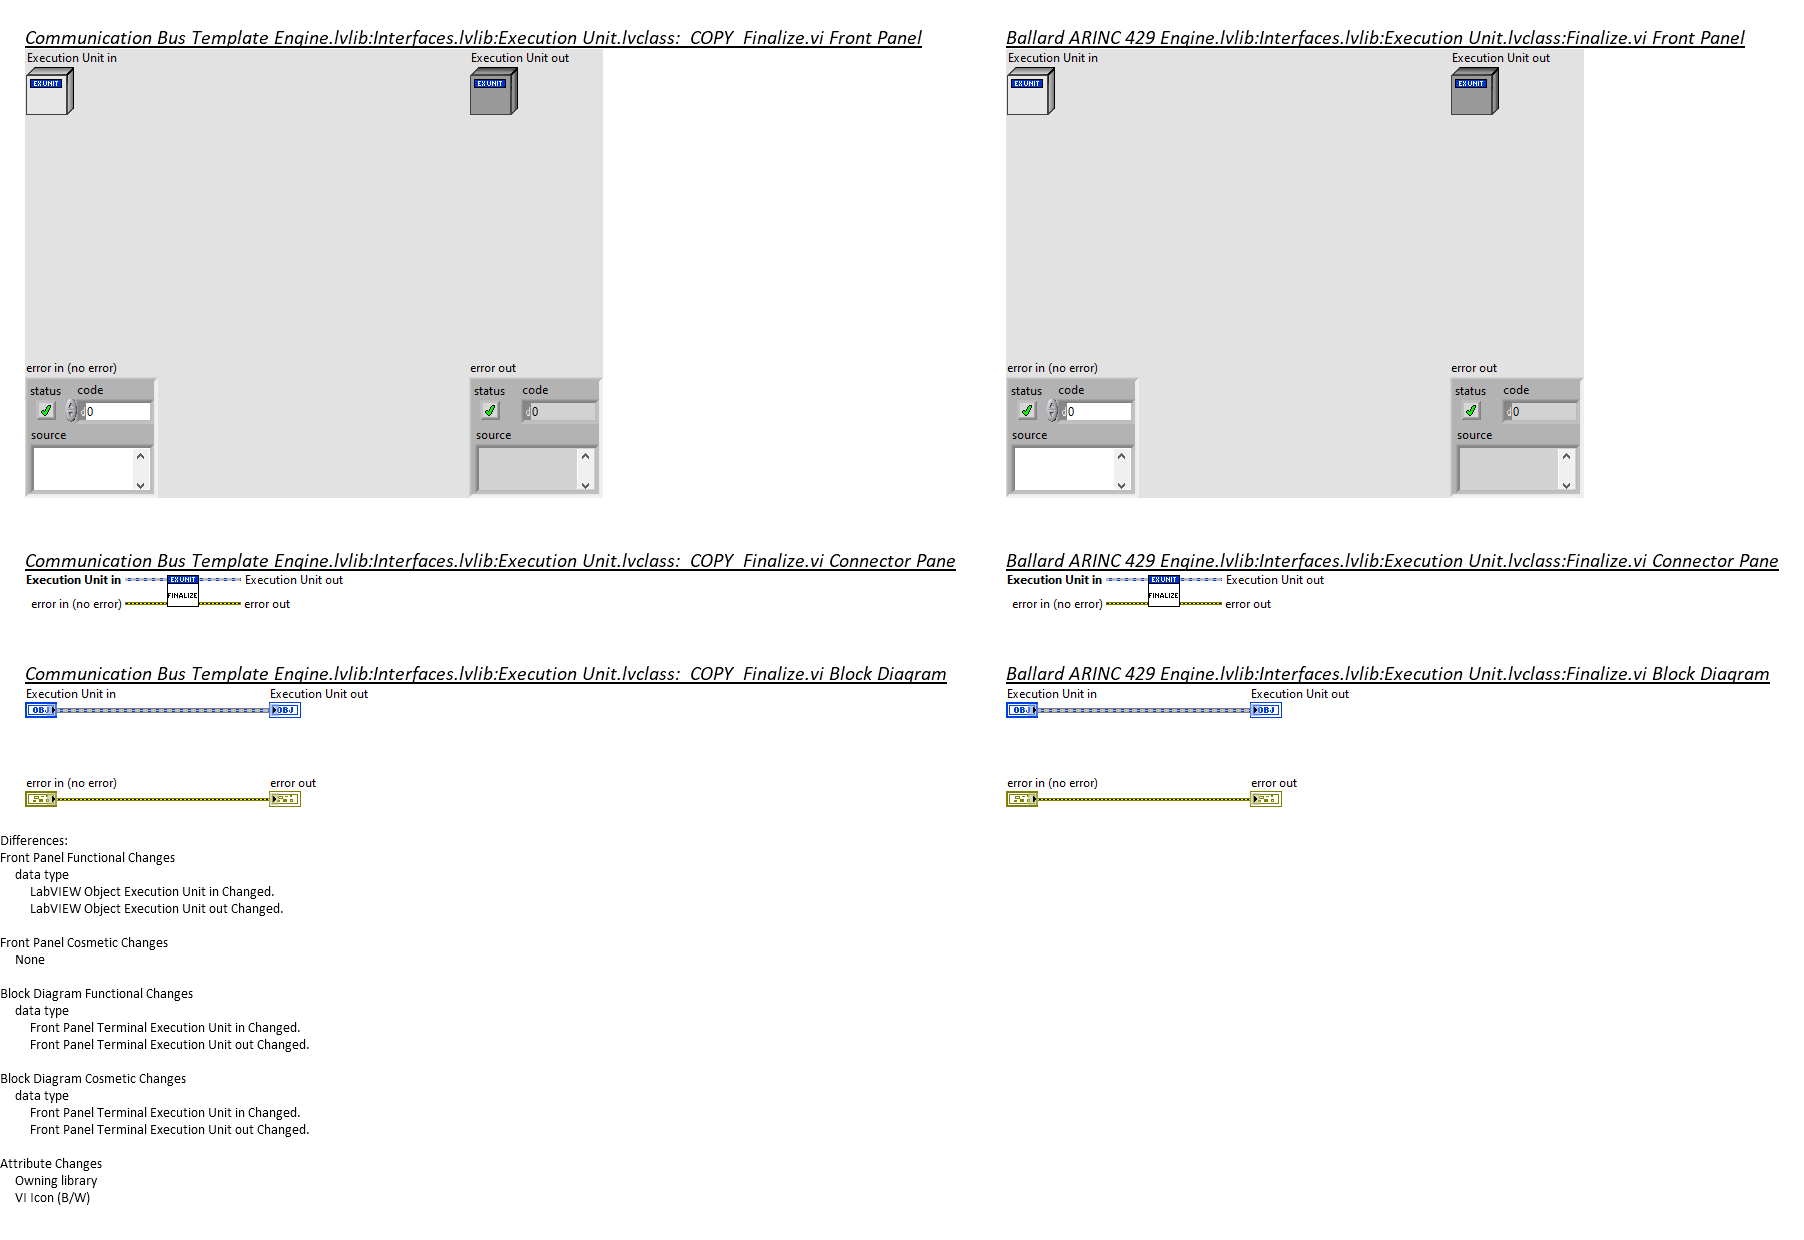 Communication Bus Template Engine.lvlib:Interfaces.lvlib:Execution Unit.lvclass:  COPY  Finalize.vi Front Panel
Execution Unit in
Execution Unit out
EX UNIT
EX UNIT
error in (no error)
error out
status code
status code
d 0
d 0
source
source
Ballard ARINC 429 Engine.lvlib:Interfaces.lvlib:Execution Unit.lvclass:Finalize.vi Front Panel
Execution Unit in
Execution Unit out
EX UNIT
EX UNIT
error in (no error)
error out
status code
status code
d 0
d 0
source
source
Communication Bus Template Engine.lvlib:Interfaces.lvlib:Execution Unit.lvclass:  COPY  Finalize.vi Connector Pane
Execution Unit in
EX UNIT
Execution Unit out
error in (no error)
FINALIZE
error out
Ballard ARINC 429 Engine.lvlib:Interfaces.lvlib:Execution Unit.lvclass:Finalize.vi Connector Pane
Execution Unit in
EX UNIT
Execution Unit out
error in (no error)
FINALIZE
error out
Communication Bus Template Engine.lvlib:Interfaces.lvlib:Execution Unit.lvclass:  COPY  Finalize.vi Block Diagram
Execution Unit in
Execution Unit out
OBJ
OBJ
error in (no error)
error out
Ballard ARINC 429 Engine.lvlib:Interfaces.lvlib:Execution Unit.lvclass:Finalize.vi Block Diagram
Execution Unit in
Execution Unit out
OBJ
OBJ
error in (no error)
error out
Differences:
Front Panel Functional Changes
data type
LabVIEW Object Execution Unit in Changed.
LabVIEW Object Execution Unit out Changed.
Front Panel Cosmetic Changes
None
Block Diagram Functional Changes
data type
Front Panel Terminal Execution Unit in Changed.
Front Panel Terminal Execution Unit out Changed.
Block Diagram Cosmetic Changes
data type
Front Panel Terminal Execution Unit in Changed.
Front Panel Terminal Execution Unit out Changed.
Attribute Changes
Owning library
VI Icon (B/W)